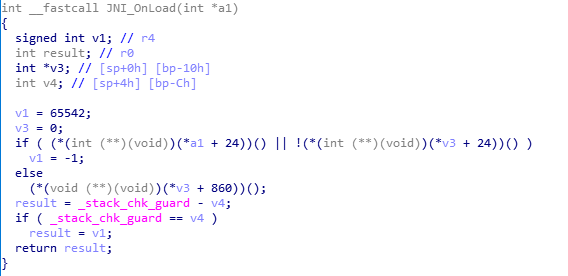 int __fastcall JNI_OnLoad(int *a1)
{
signed int v1; // r4
int result; // r0
int *v3; // [sp+0h] [bp-10h]
int v4; // [sp+4h] [bp-Ch]
v1 = 65542;
v3 = 0;
if ( (*(int (**)(void))(*a1 + 24))() || !(*(int (**)(void))(*v3 + 24))() )
v1 = -1;
else
(*(void (**)(void))(*v3 + 860))();
result = _stack_chk_guard - v4;
if ( _stack_chk_guard == v4 )
result = v1;
return result;
}